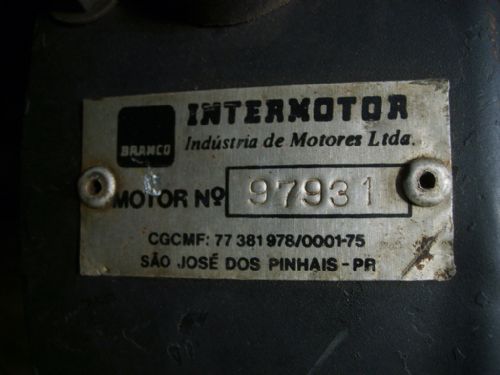 BRANCO
INTERMOTOR
Indústria de Motores Ltda.
MOTOR Nº 97931
CGCMF: 77 381 978/0001-75
SÃO JOSÉ DOS PINHAIS - PR